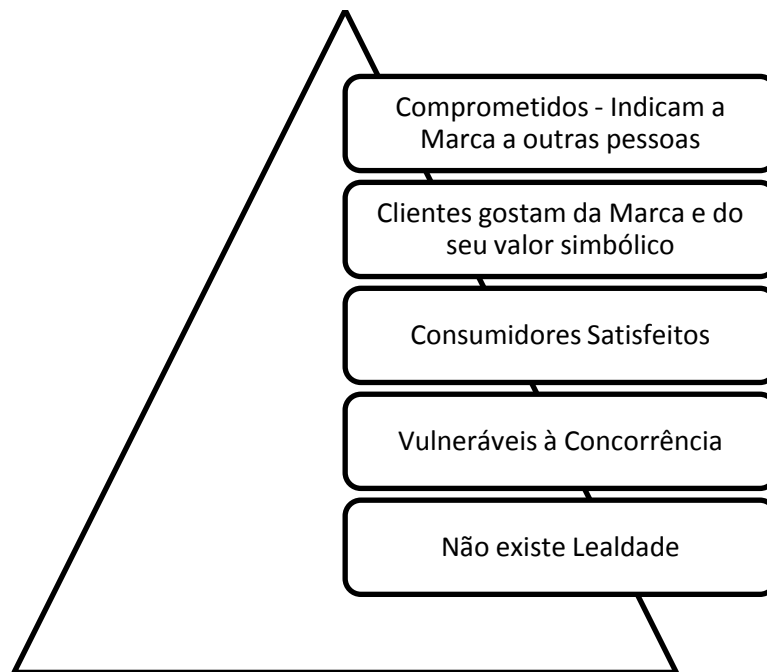 Comprometidos - Indicam a
Marca a outras pessoas
Clientes gostam da Marca e do
seu valor simbólico
Consumidores Satisfeitos
Vulneráveis à Concorrência
Não existe Lealdade